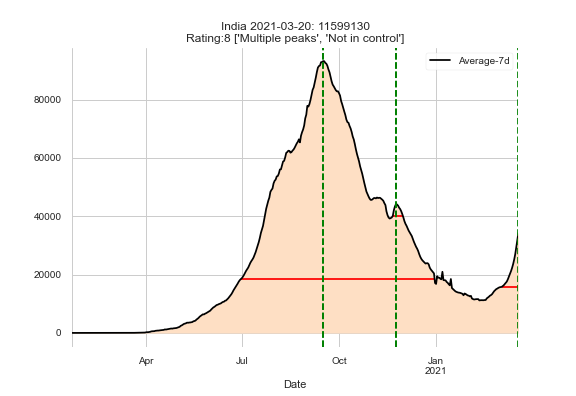 India 2021-03-20: 11599130
Rating:8 ['Multiple peaks', 'Not in control']
Average-7d
80000
60000
40000
20000
0
Apr Jul Oct Jan
2021
Date